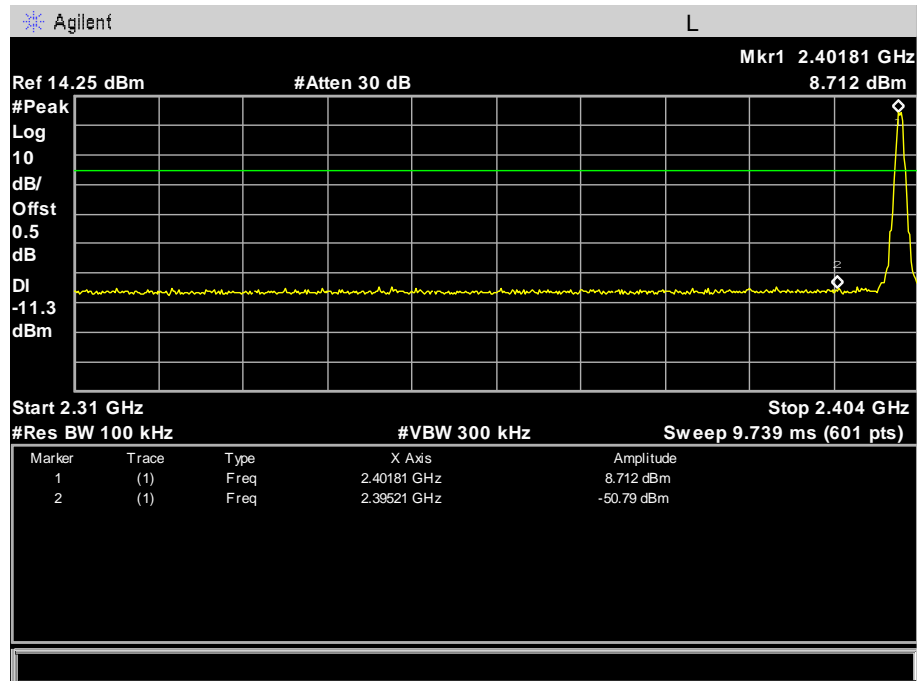 Agilent L
Mkr1 2.40181 GHz
Ref 14.25 dBm #Atten 30 dB 8.712 dBm
#Peak
Log
10
dB/
Offst
0.5
dB
DI
-11.3
dBm
1
2
Start 2.31 GHz Stop 2.404 GHz
#Res BW 100 kHz #VBW 300 kHz Sweep 9.739 ms (601 pts)
Marker Trace Type X Axis Amplitude
1 (1) Freq 2.40181 GHz 8.712 dBm
2 (1) Freq 2.39521 GHz -50.79 dBm